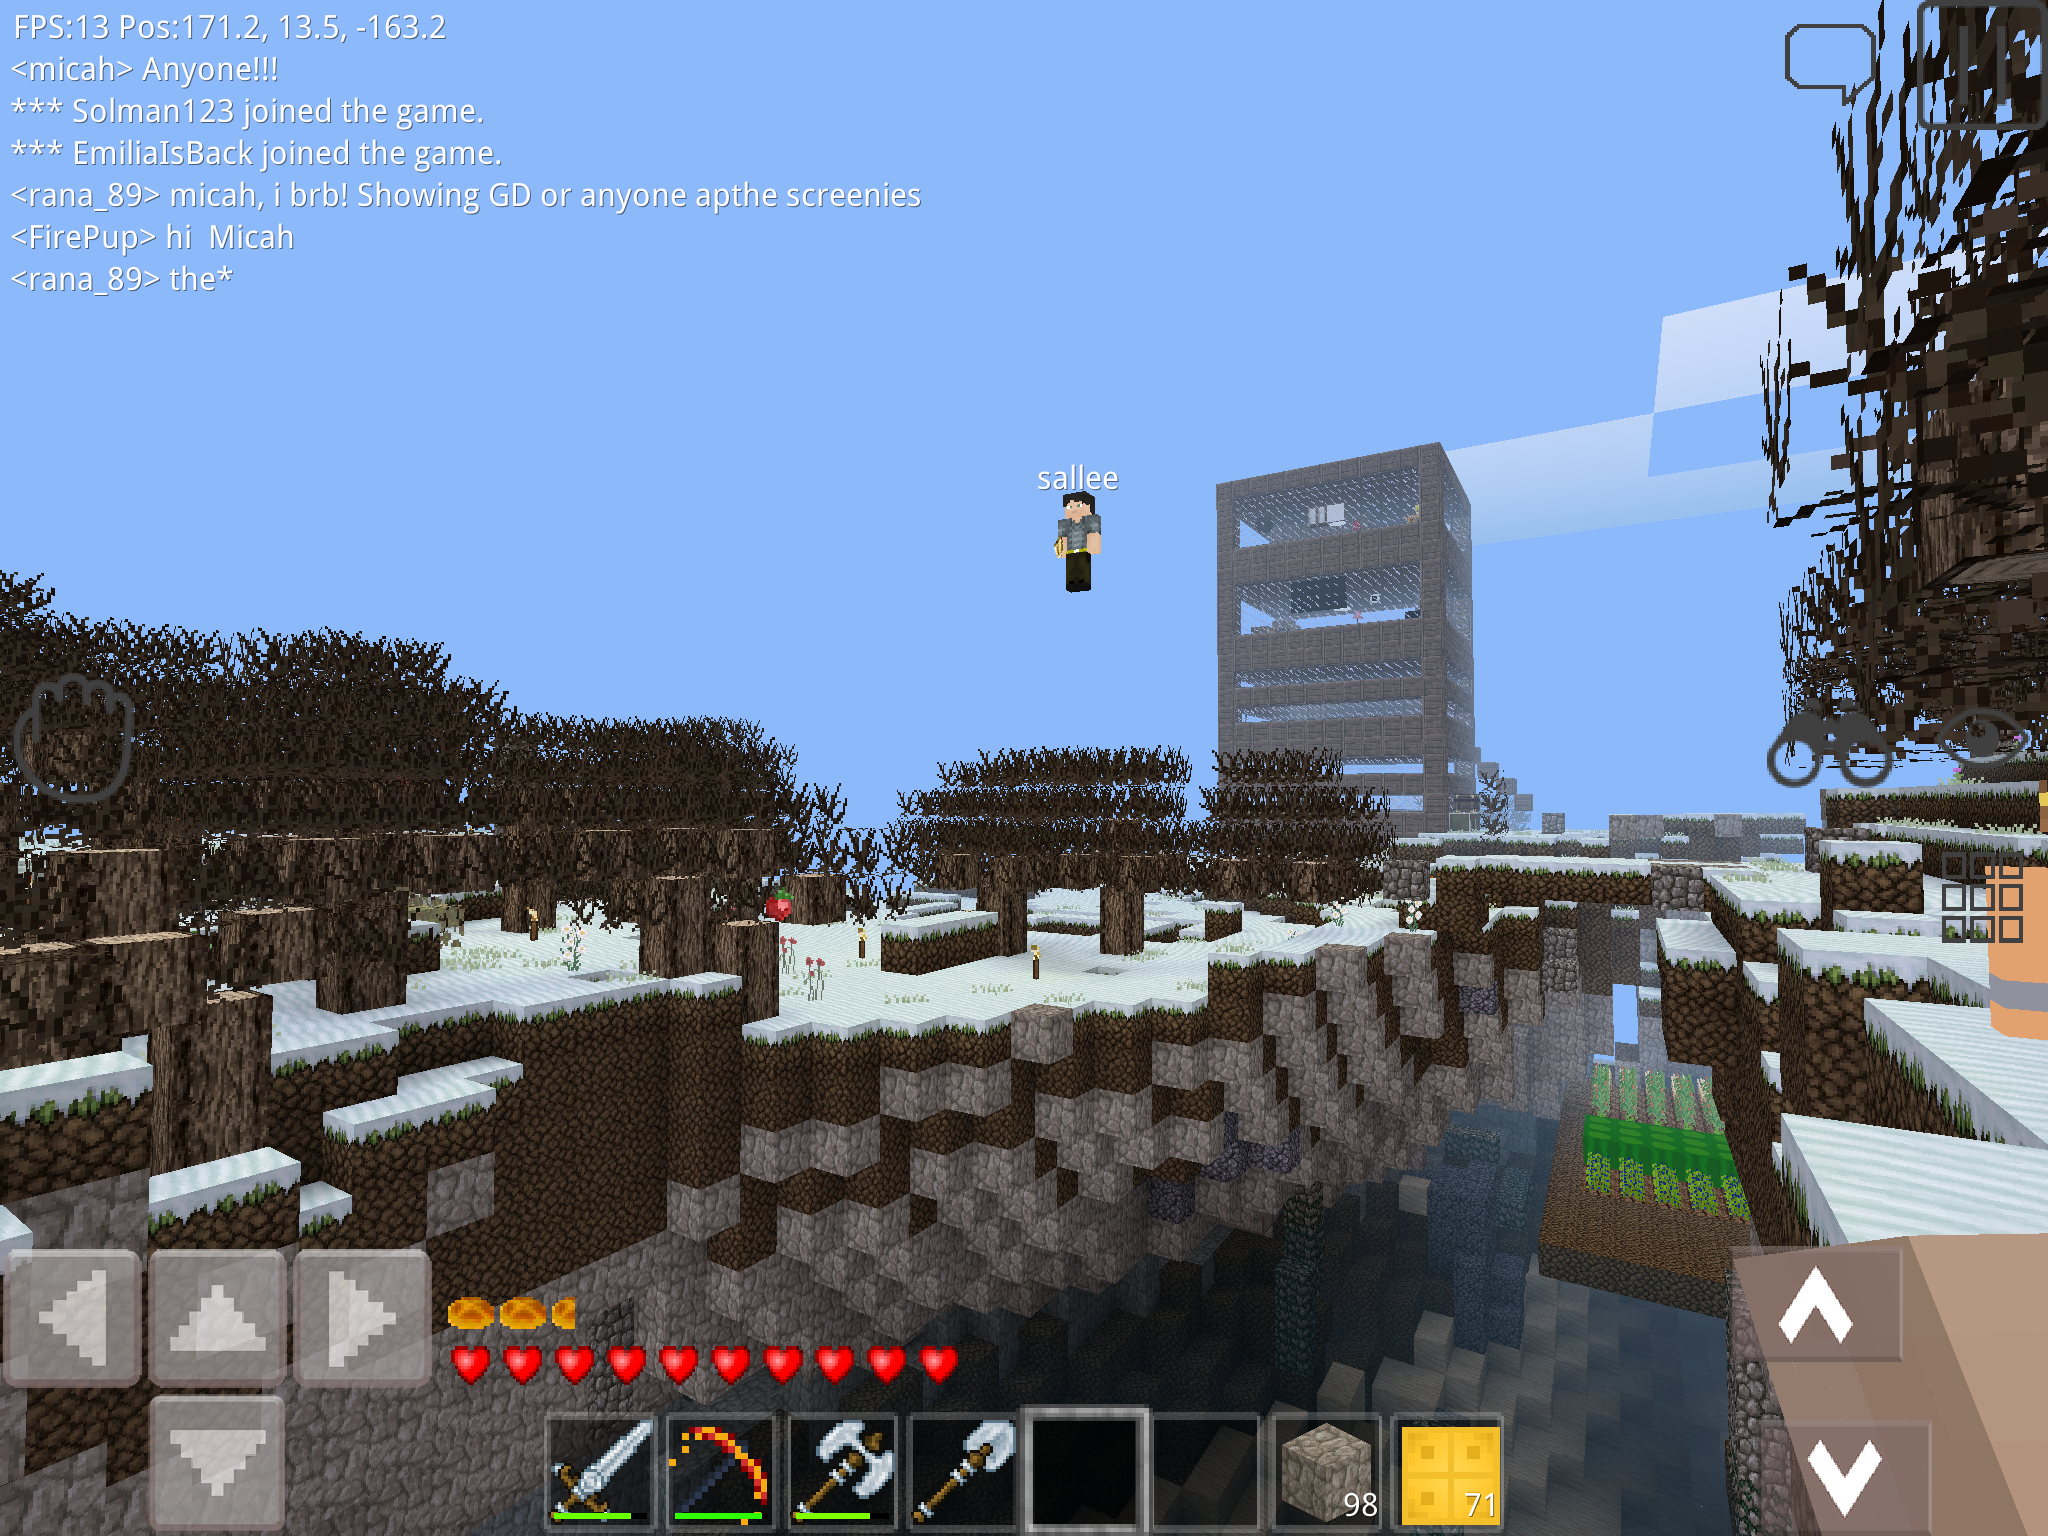 FPS:13 Pos:171.2, 13.5, -163.2
<micah> Anyone!!!
*** Solman123 joined the game.
*** EmiliaIsBack joined the game.
<rana_89> micah, i brb! Showing GD or anyone apthe screenies
<FirePup> hi  Micah
<rana_89> the*
sallee
98
71